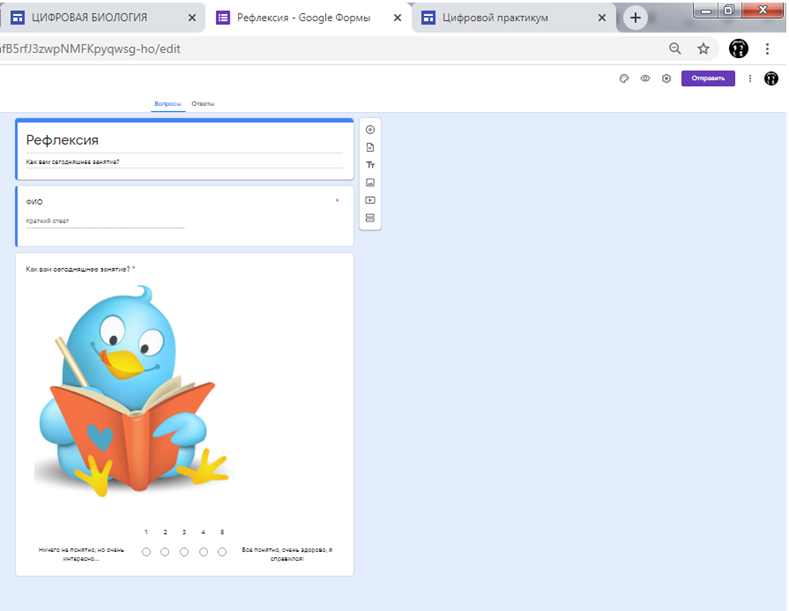 ЦИФРОВАЯ БИОЛОГИЯ
Рефлексия - Google Формы
Цифровой практикум
fB5rfJ3zwpNMFKpyqwsg-ho/edit
Отправить
Вопросы Ответы
Рефлексия
Как вам сегодняшнее занятие?
ФИО *
Краткий ответ
Как вам сегодняшнее занятие? *
1 2 3 4 5
Ничего не понятно, но очень
интересно...
Все понятно, очень здорово, я
справился!